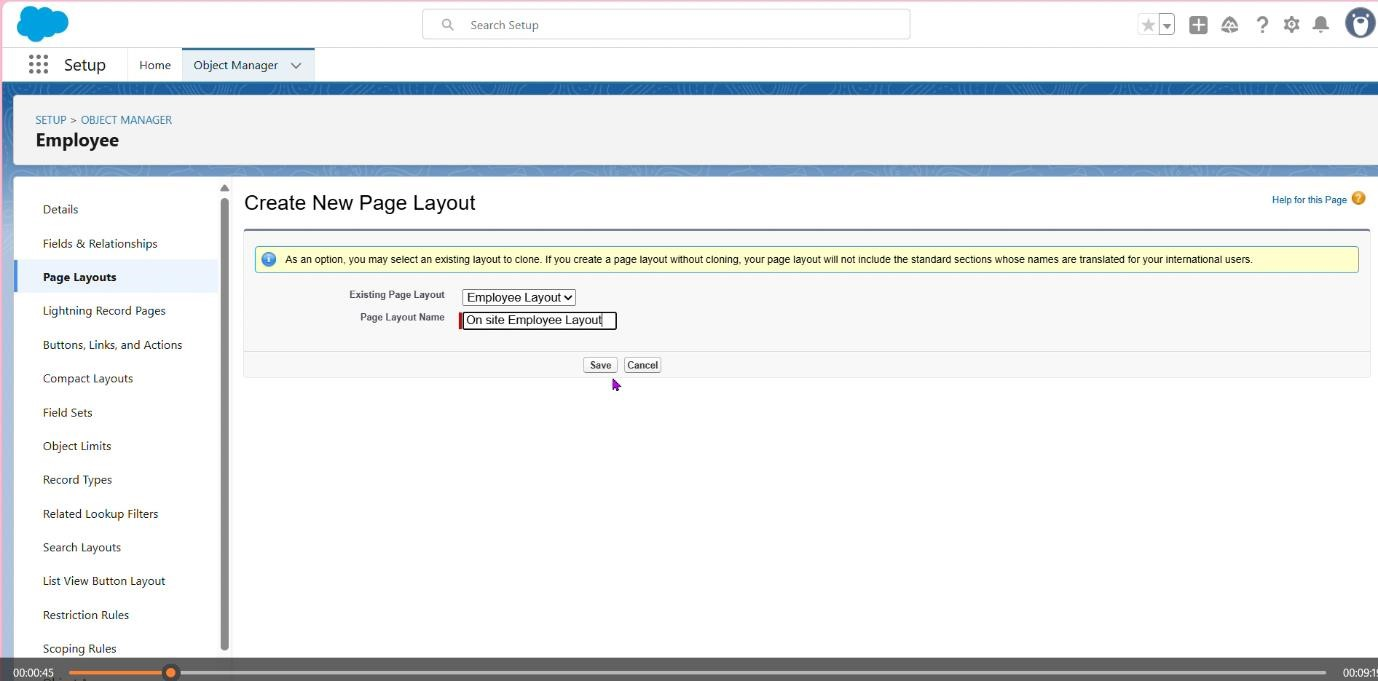 Search Setup
Setup
Home
Object Manager
SETUP > OBJECT MANAGER
Employee
Details
Fields & Relationships
Page Layouts
Lightning Record Pages
Buttons, Links, and Actions
Compact Layouts
Field Sets
Object Limits
Record Types
Related Lookup Filters
Search Layouts
List View Button Layout
Restriction Rules
Scoping Rules
Create New Page Layout
Help for this Page
As an option, you may select an existing layout to clone. If you create a page layout without cloning, your page layout will not include the standard sections whose names are translated for your international users.
Existing Page Layout
Employee Layout
Page Layout Name
On site Employee Layout
Save
Cancel
00:00:45